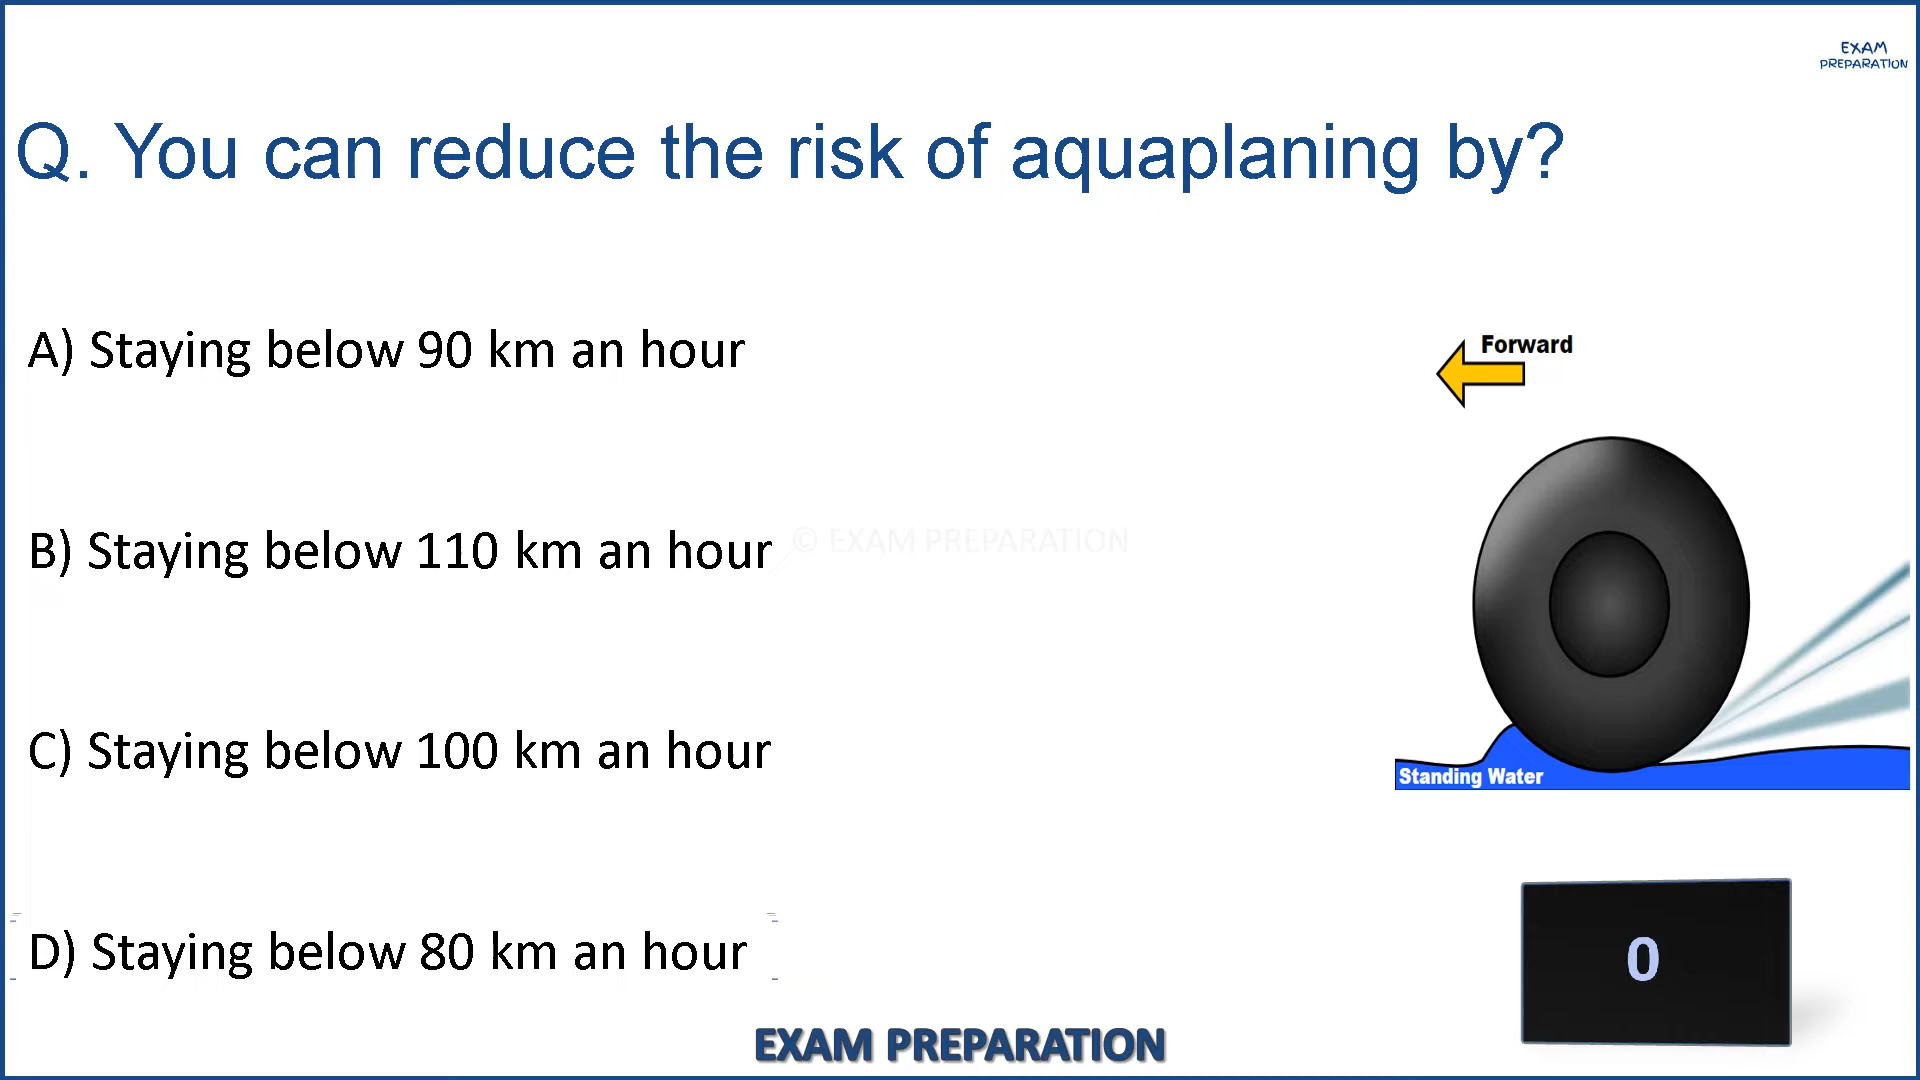 EXAM
PREPARATION
Q. You can reduce the risk of aquaplaning by?
A) Staying below 90 km an hour
Forward
B) Staying below 110 km an hour
© EXAM PREPARATION
C) Staying below 100 km an hour
Standing Water
D) Staying below 80 km an hour
0
EXAM PREPARATION